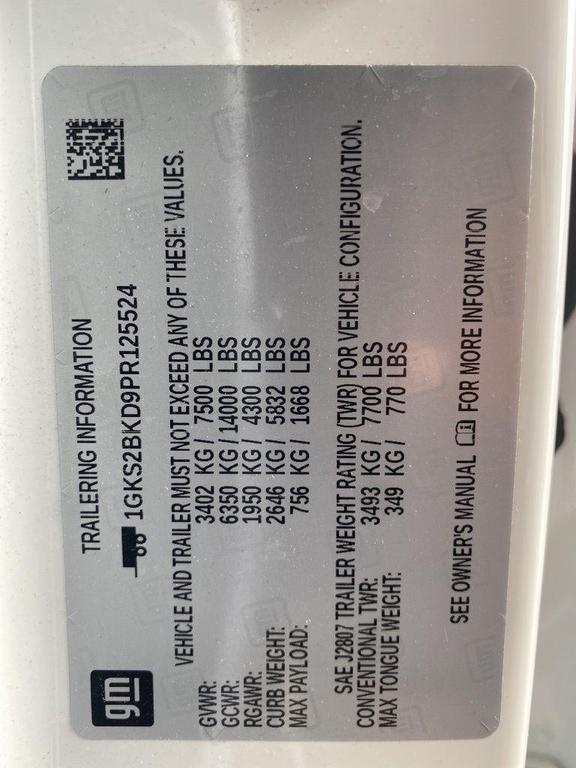 gm
TRAILERING INFORMATION
1GKS2BKD9PR125524
VEHICLE AND TRAILER MUST NOT EXCEED ANY OF THESE VALUES.
GVWR: 3402 KG / 7500 LBS
GCWR: 6350 KG / 14000 LBS
RGAWR: 1950 KG / 4300 LBS
CURB WEIGHT: 2646 KG / 5832 LBS
MAX PAYLOAD: 756 KG / 1668 LBS
SAE J2807 TRAILER WEIGHT RATING (TWR) FOR VEHICLE CONFIGURATION.
CONVENTIONAL TWR: 3493 KG / 7700 LBS
MAX TONGUE WEIGHT: 349 KG / 770 LBS
SEE OWNER'S MANUAL FOR MORE INFORMATION